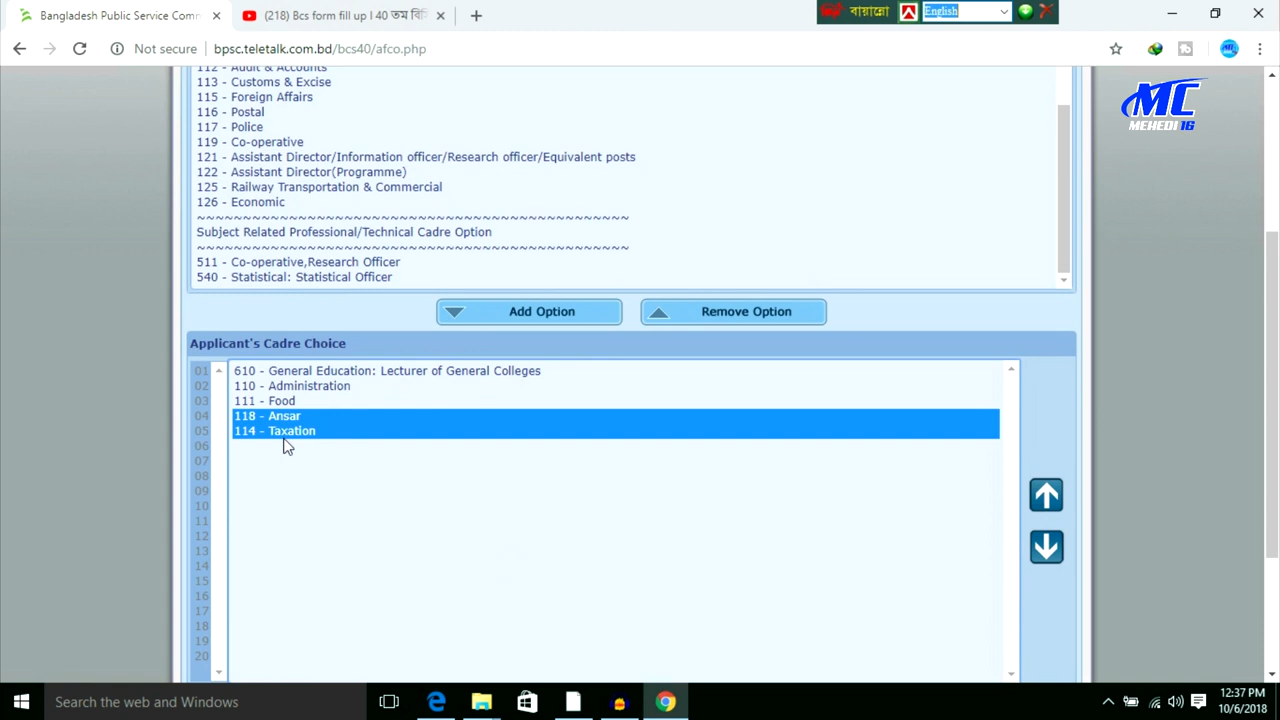 Bangladesh Public Service Comm
(218) Bcs form fill up l 40 তম বি
বায়ান্নো
English
Not secure
bpsc.teletalk.com.bd/bcs40/afco.php
MC
MEHEDI 16
112 - Audit & Accounts
113 - Customs & Excise
115 - Foreign Affairs
116 - Postal
117 - Police
119 - Co-operative
121 - Assistant Director/Information officer/Research officer/Equivalent posts
122 - Assistant Director(Programme)
125 - Railway Transportation & Commercial
126 - Economic
~~~~~~~~~~~~~~~~~~~~~~~~~~~~~~~~~~~~~~~~~~~~~~~
Subject Related Professional/Technical Cadre Option
~~~~~~~~~~~~~~~~~~~~~~~~~~~~~~~~~~~~~~~~~~~~~~~
511 - Co-operative,Research Officer
540 - Statistical: Statistical Officer
Add Option
Remove Option
Applicant's Cadre Choice
01 610 - General Education: Lecturer of General Colleges
02 110 - Administration
03 111 - Food
04 118 - Ansar
05 114 - Taxation
06
07
08
09
10
11
12
13
14
15
16
17
18
19
20
Search the web and Windows
12:37 PM
10/6/2018